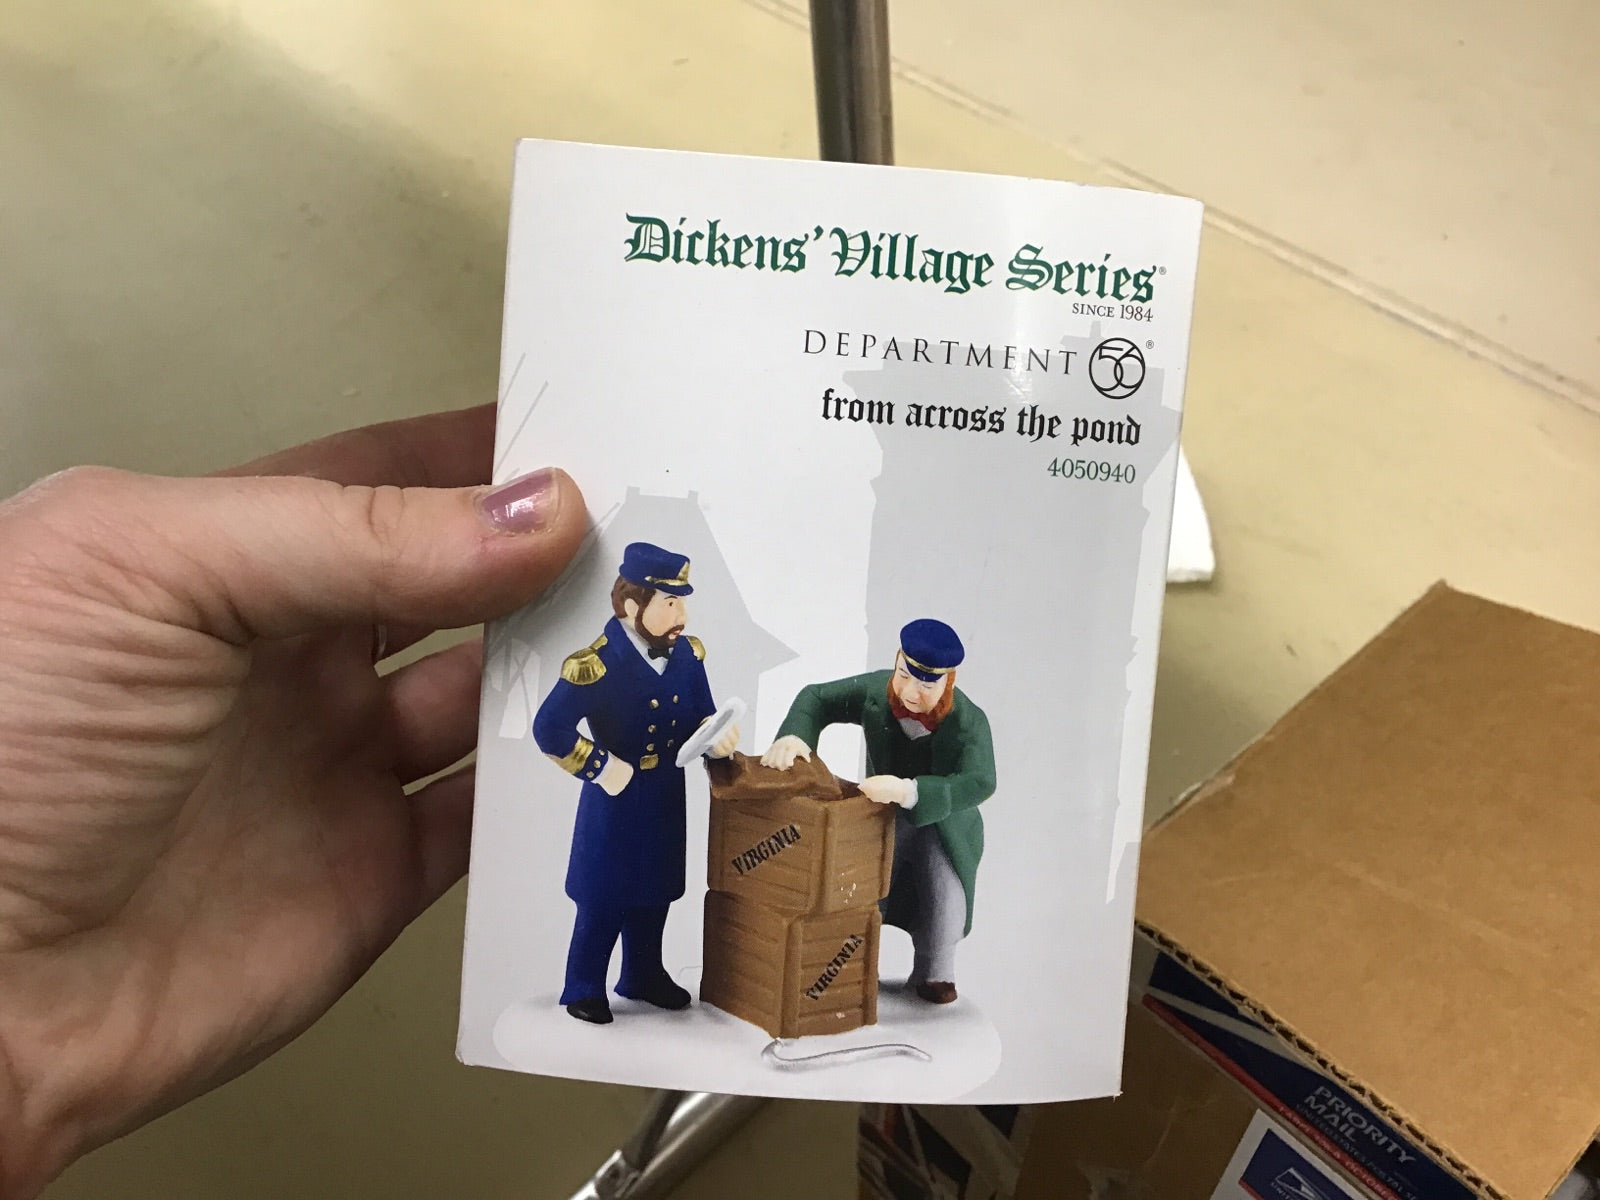 Dickens' Village Series®
SINCE 1984
DEPARTMENT 56®
from across the pond
4050940
VIRGINIA
VIRGINIA
PRIORITY
MAIL